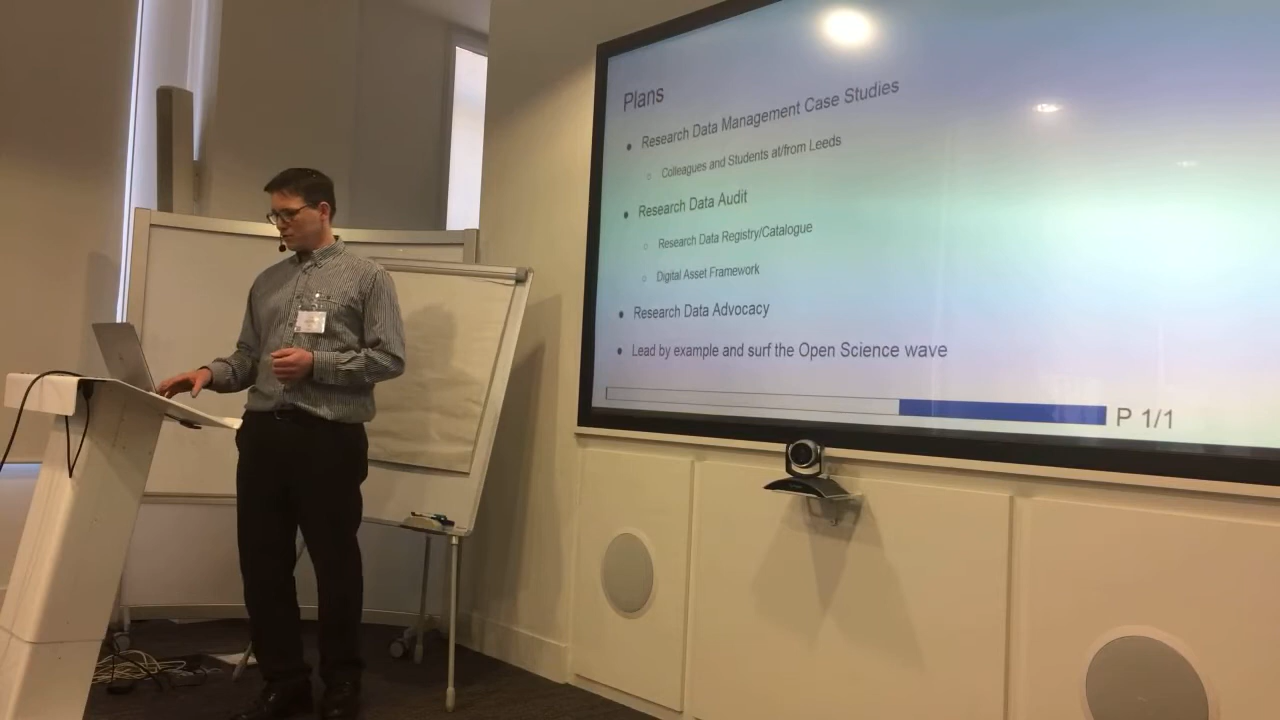 Plans
Research Data Management Case Studies
Colleagues and Students at/from Leeds
Research Data Audit
Research Data Registry/Catalogue
Digital Asset Framework
Research Data Advocacy
Lead by example and surf the Open Science wave
P 1/1